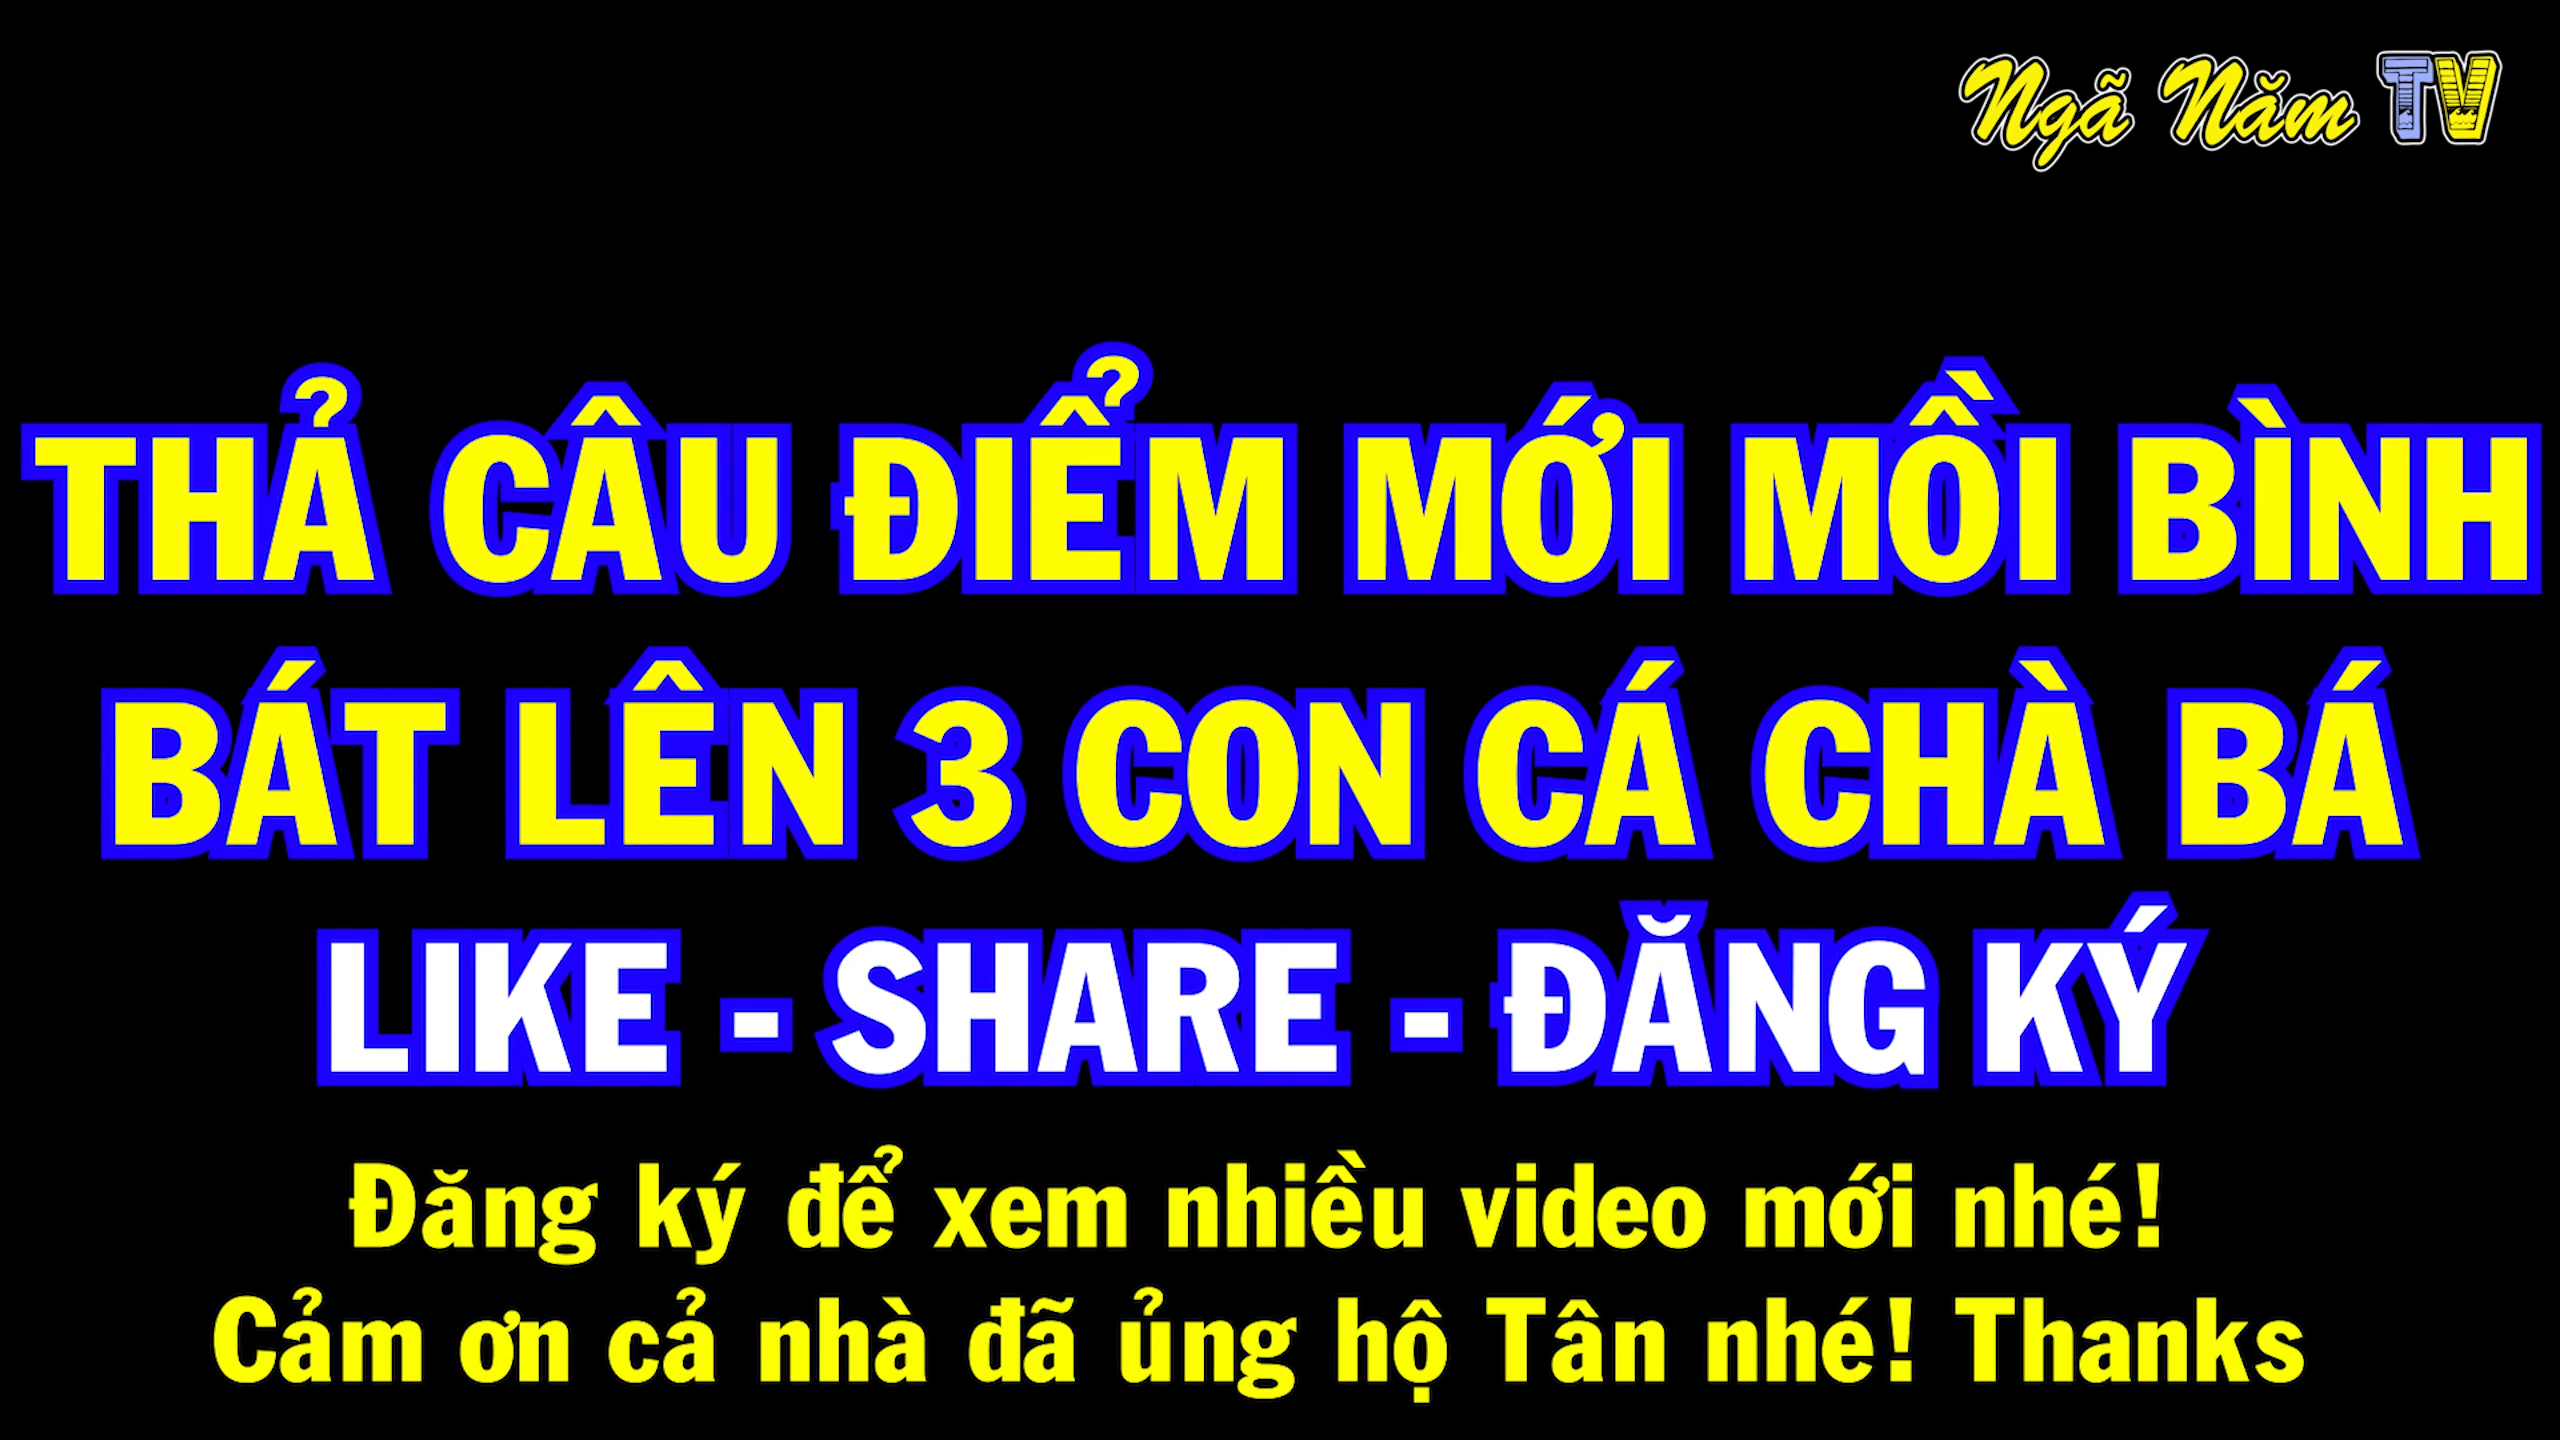 Ngã Năm TV
THẢ CÂU ĐIỂM MỚI MỒI BÌNH
BÁT LÊN 3 CON CÁ CHÀ BÁ
LIKE - SHARE - ĐĂNG KÝ
Đăng ký để xem nhiều video mới nhé!
Cảm ơn cả nhà đã ủng hộ Tân nhé! Thanks